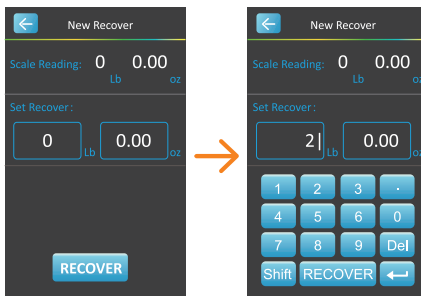 New Recover
Scale Reading: 0 0.00
Lb oz
Set Recover:
0 Lb 0.00 oz
RECOVER
New Recover
Scale Reading: 0 0.00
Lb oz
Set Recover:
2 Lb 0.00 oz
1 2 3 .
4 5 6 0
7 8 9 Del
Shift RECOVER